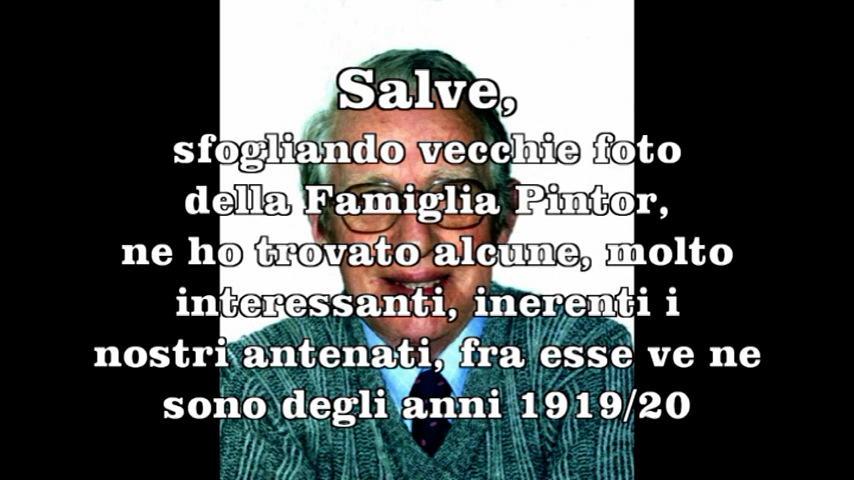 Salve,
sfogliando vecchie foto
della Famiglia Pintor,
ne ho trovato alcune, molto
interessanti, inerenti i
nostri antenati, fra esse ve ne
sono degli anni 1919/20